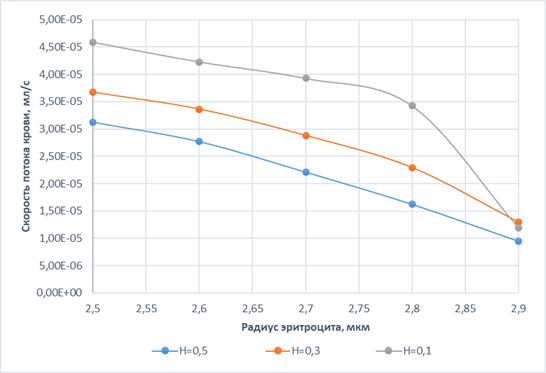 5,00E-05
4,50E-05
4,00E-05
3,50E-05
3,00E-05
2,50E-05
2,00E-05
1,50E-05
1,00E-05
5,00E-06
0,00E+00
Скорость потока крови, мл/с
2,5 2,55 2,6 2,65 2,7 2,75 2,8 2,85 2,9
Радиус эритроцита, мкм
H=0,5 H=0,3 H=0,1